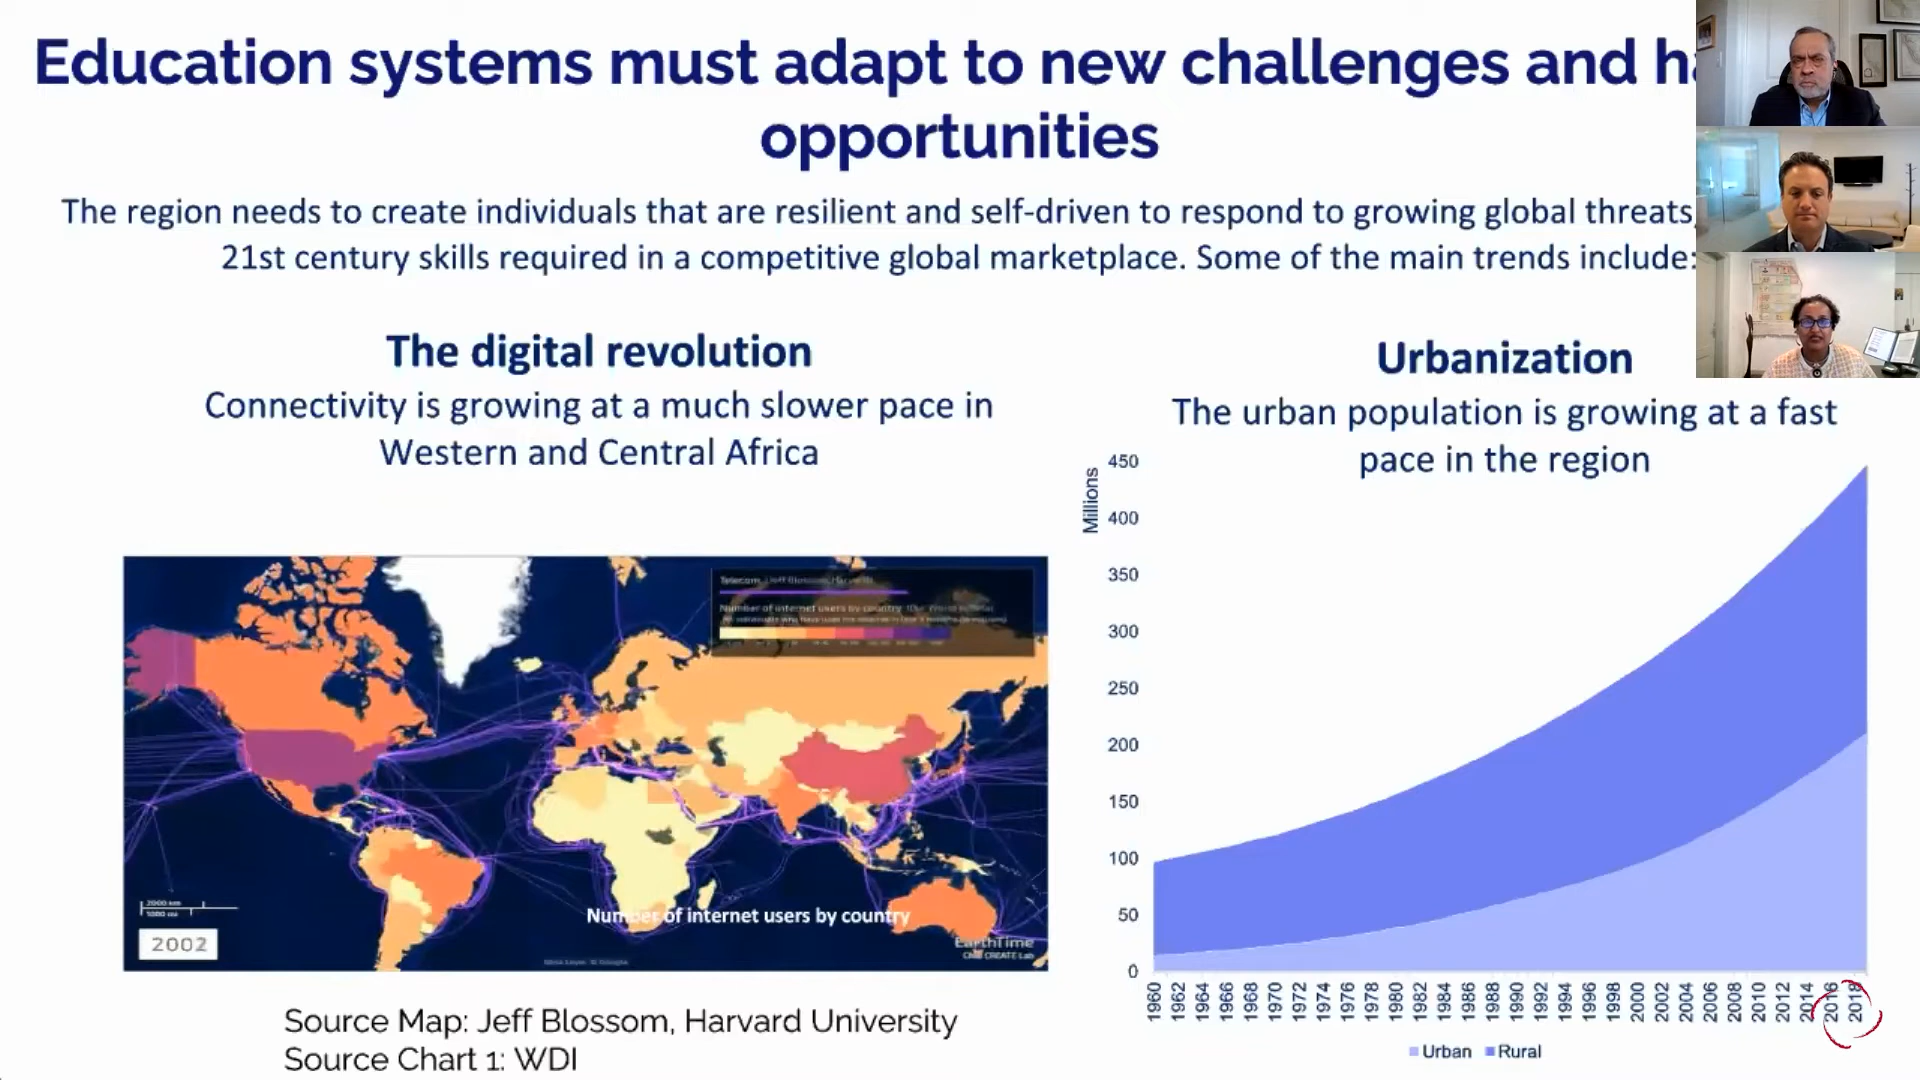 Education systems must adapt to new challenges and
opportunities
The region needs to create individuals that are resilient and self-driven to respond to growing global threats,
21st century skills required in a competitive global marketplace. Some of the main trends include:
The digital revolution
Connectivity is growing at a much slower pace in
Western and Central Africa
Number of internet users by country
2000 km
2002
Number of internet users by country
EarthTime
CREATE Lab
Source Map: Jeff Blossom, Harvard University
Source Chart 1: WDI
Urbanization
The urban population is growing at a fast
pace in the region
Millions
450
400
350
300
250
200
150
100
50
0
1960 1962 1964 1966 1968 1970 1972 1974 1976 1978 1980 1982 1984 1986 1988 1990 1992 1994 1996 1998 2000 2002 2004 2006 2008 2010 2012 2014 2016 2018
Urban Rural